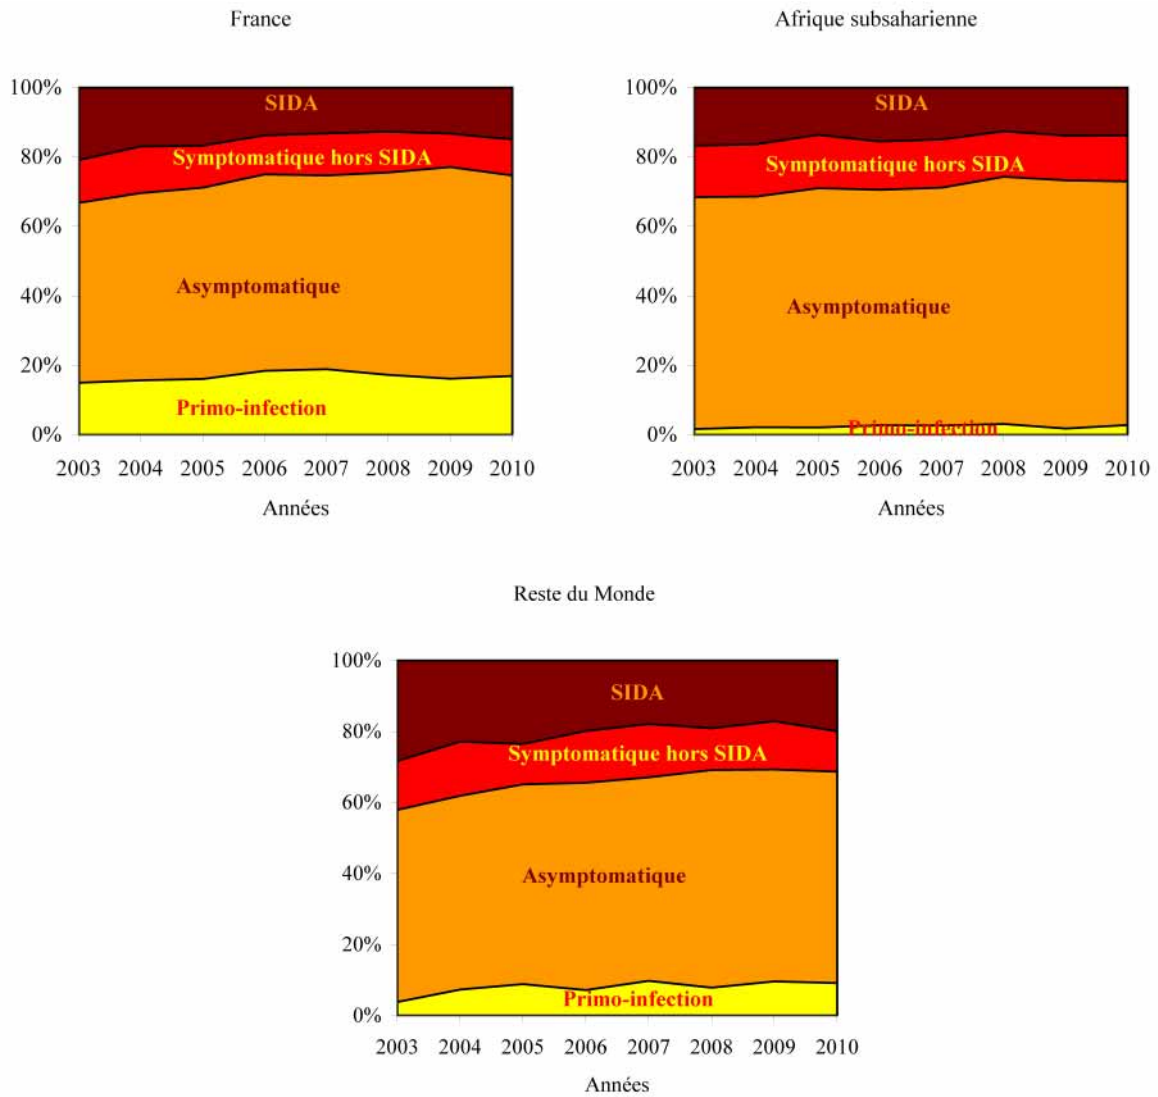 France
100%
80%
60%
40%
20%
0%
SIDA
Symptomatique hors SIDA
Asymptomatique
Primo-infection
2003 2004 2005 2006 2007 2008 2009 2010
Années
Afrique subsaharienne
100%
80%
60%
40%
20%
0%
SIDA
Symptomatique hors SIDA
Asymptomatique
Primo-infection
2003 2004 2005 2006 2007 2008 2009 2010
Années
Reste du Monde
100%
80%
60%
40%
20%
0%
SIDA
Symptomatique hors SIDA
Asymptomatique
Primo-infection
2003 2004 2005 2006 2007 2008 2009 2010
Années